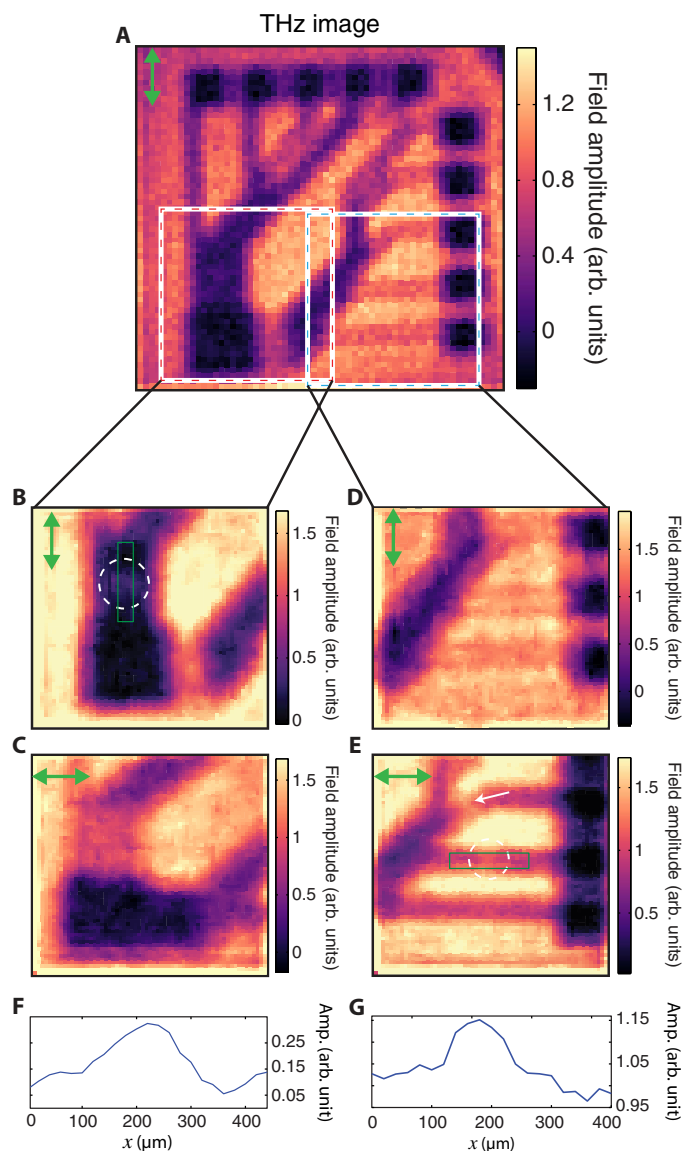 THz image
A
Field amplitude (arb. units)
1.2
0.8
0.4
0
B
Field amplitude (arb. units)
1.5
1
0.5
0
D
Field amplitude (arb. units)
1.5
1
0.5
0
C
Field amplitude (arb. units)
1.5
1
0.5
0
E
Field amplitude (arb. units)
1.5
1
0.5
F
Amp. (arb. unit)
0.25
0.15
0.05
0 100 200 300 400
x (µm)
G
Amp. (arb. unit)
1.15
1.05
0.95
0 100 200 300 400
x (µm)